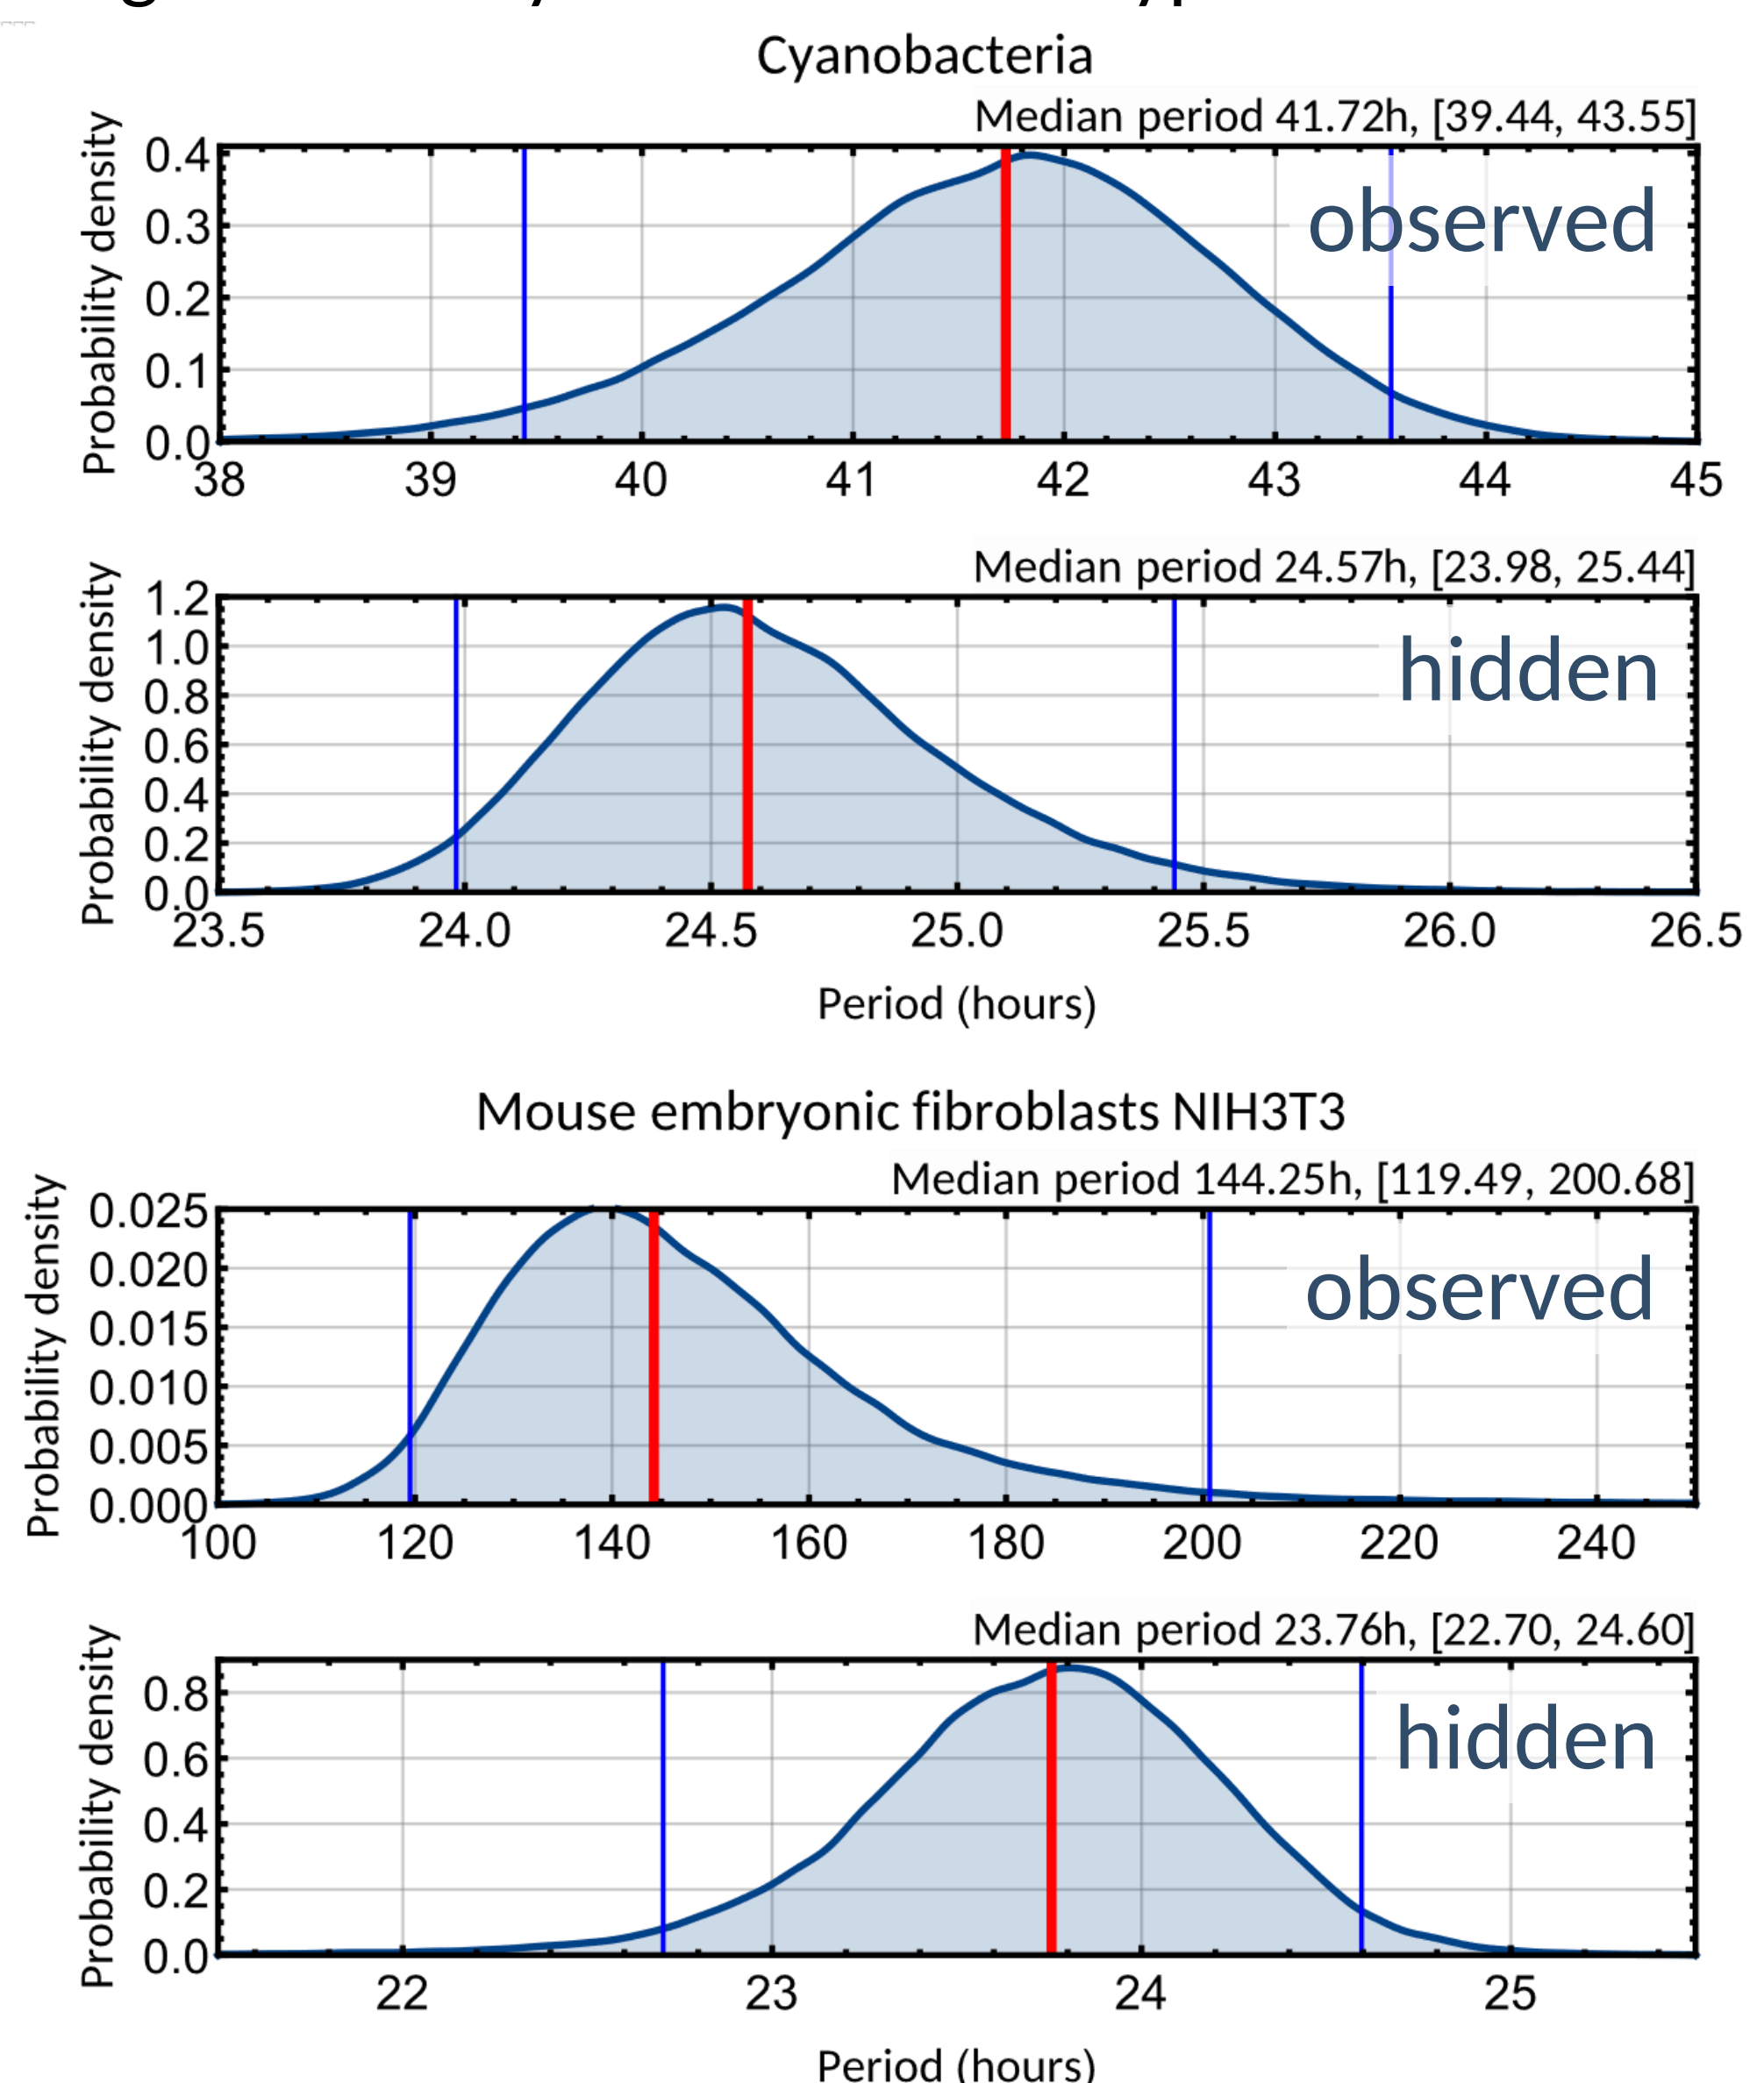 Cyanobacteria
Median period 41.72h, [39.44, 43.55]
Probability density
0.4
0.3
0.2
0.1
0.0
observed
38 39 40 41 42 43 44 45
Median period 24.57h, [23.98, 25.44]
Probability density
1.2
1.0
0.8
0.6
0.4
0.2
0.0
hidden
23.5 24.0 24.5 25.0 25.5 26.0 26.5
Period (hours)
Mouse embryonic fibroblasts NIH3T3
Median period 144.25h, [119.49, 200.68]
Probability density
0.025
0.020
0.015
0.010
0.005
0.000
observed
100 120 140 160 180 200 220 240
Median period 23.76h, [22.70, 24.60]
Probability density
0.8
0.6
0.4
0.2
0.0
hidden
22 23 24 25
Period (hours)